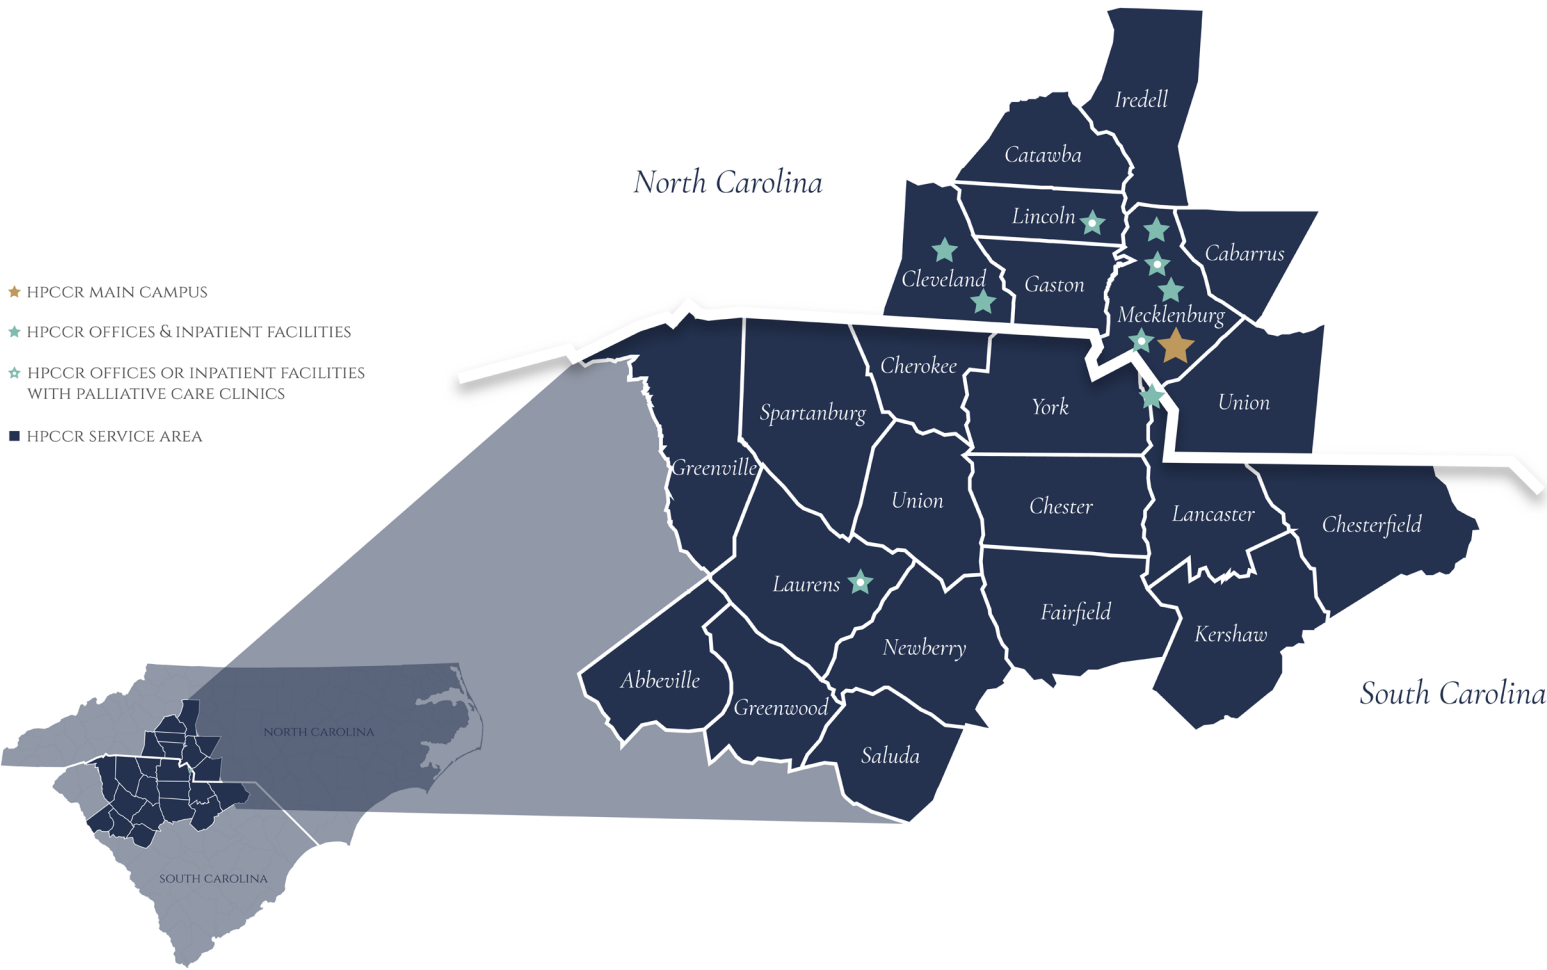 Iredell
Catawba
North Carolina
Lincoln
Cabarrus
Cleveland
Gaston
HPCCR MAIN CAMPUS
Mecklenburg
HPCCR OFFICES & INPATIENT FACILITIES
Cherokee
HPCCR OFFICES OR INPATIENT FACILITIES
WITH PALLIATIVE CARE CLINICS
York
Union
Spartanburg
HPCCR SERVICE AREA
Greenville
Union
Chester
Lancaster
Chesterfield
Laurens
Fairfield
Kershaw
Newberry
Abbeville
South Carolina
Greenwood
NORTH CAROLINA
Saluda
SOUTH CAROLINA